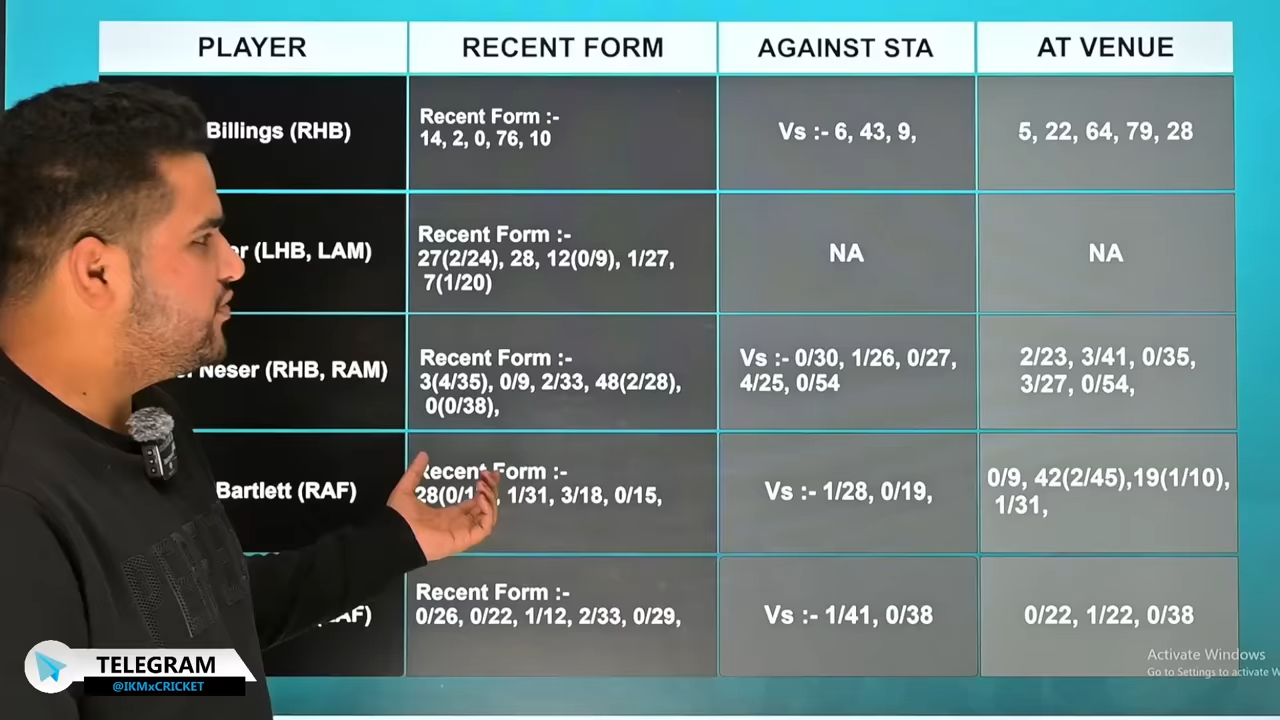 PLAYER
RECENT FORM
AGAINST STA
AT VENUE
Billings (RHB)
Recent Form :-
14, 2, 0, 76, 10
Vs :- 6, 43, 9,
5, 22, 64, 79, 28
(LHB, LAM)
Recent Form :-
27(2/24), 28, 12(0/9), 1/27,
7(1/20)
NA
NA
Neser (RHB, RAM)
Recent Form :-
3(4/35), 0/9, 2/33, 48(2/28),
0(0/38),
Vs :- 0/30, 1/26, 0/27,
4/25, 0/54
2/23, 3/41, 0/35,
3/27, 0/54,
Bartlett (RAF)
Recent Form :-
1/31, 3/18, 0/15,
Vs :- 1/28, 0/19,
0/9, 42(2/45),19(1/10),
1/31,
Recent Form :-
0/26, 0/22, 1/12, 2/33, 0/29,
Vs :- 1/41, 0/38
0/22, 1/22, 0/38
TELEGRAM
@IKMxCRICKET
Activate Windows
Go to Settings to activate